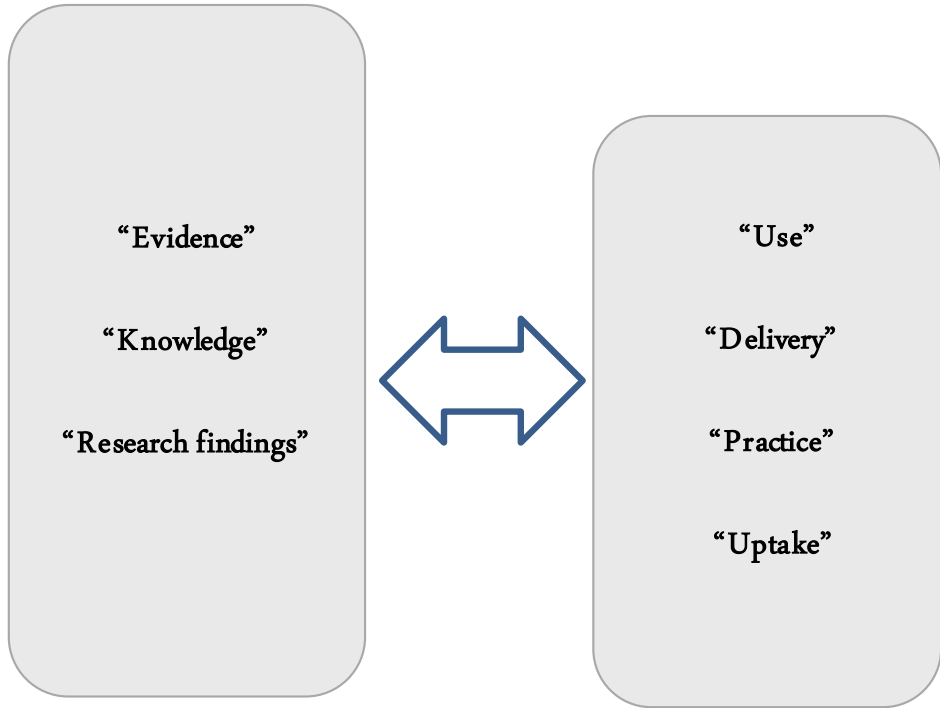 “Evidence”
“Knowledge”
“Research findings”
“Use”
“Delivery”
“Practice”
“Uptake”